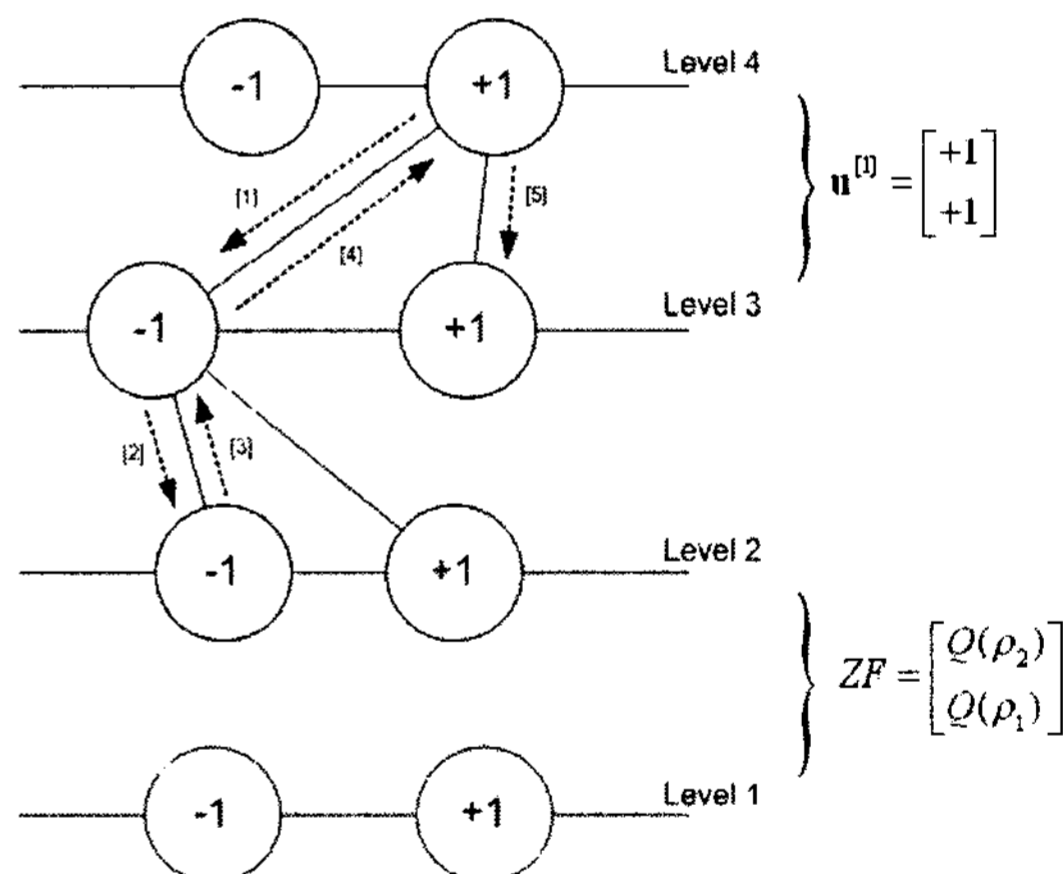 -1 +1 Level 4
[1] [4] [5]
u^[1] = [+1 +1]
-1 +1 Level 3
[2] [3]
-1 +1 Level 2
ZF = [Q(ρ₂) Q(ρ₁)]
-1 +1 Level 1